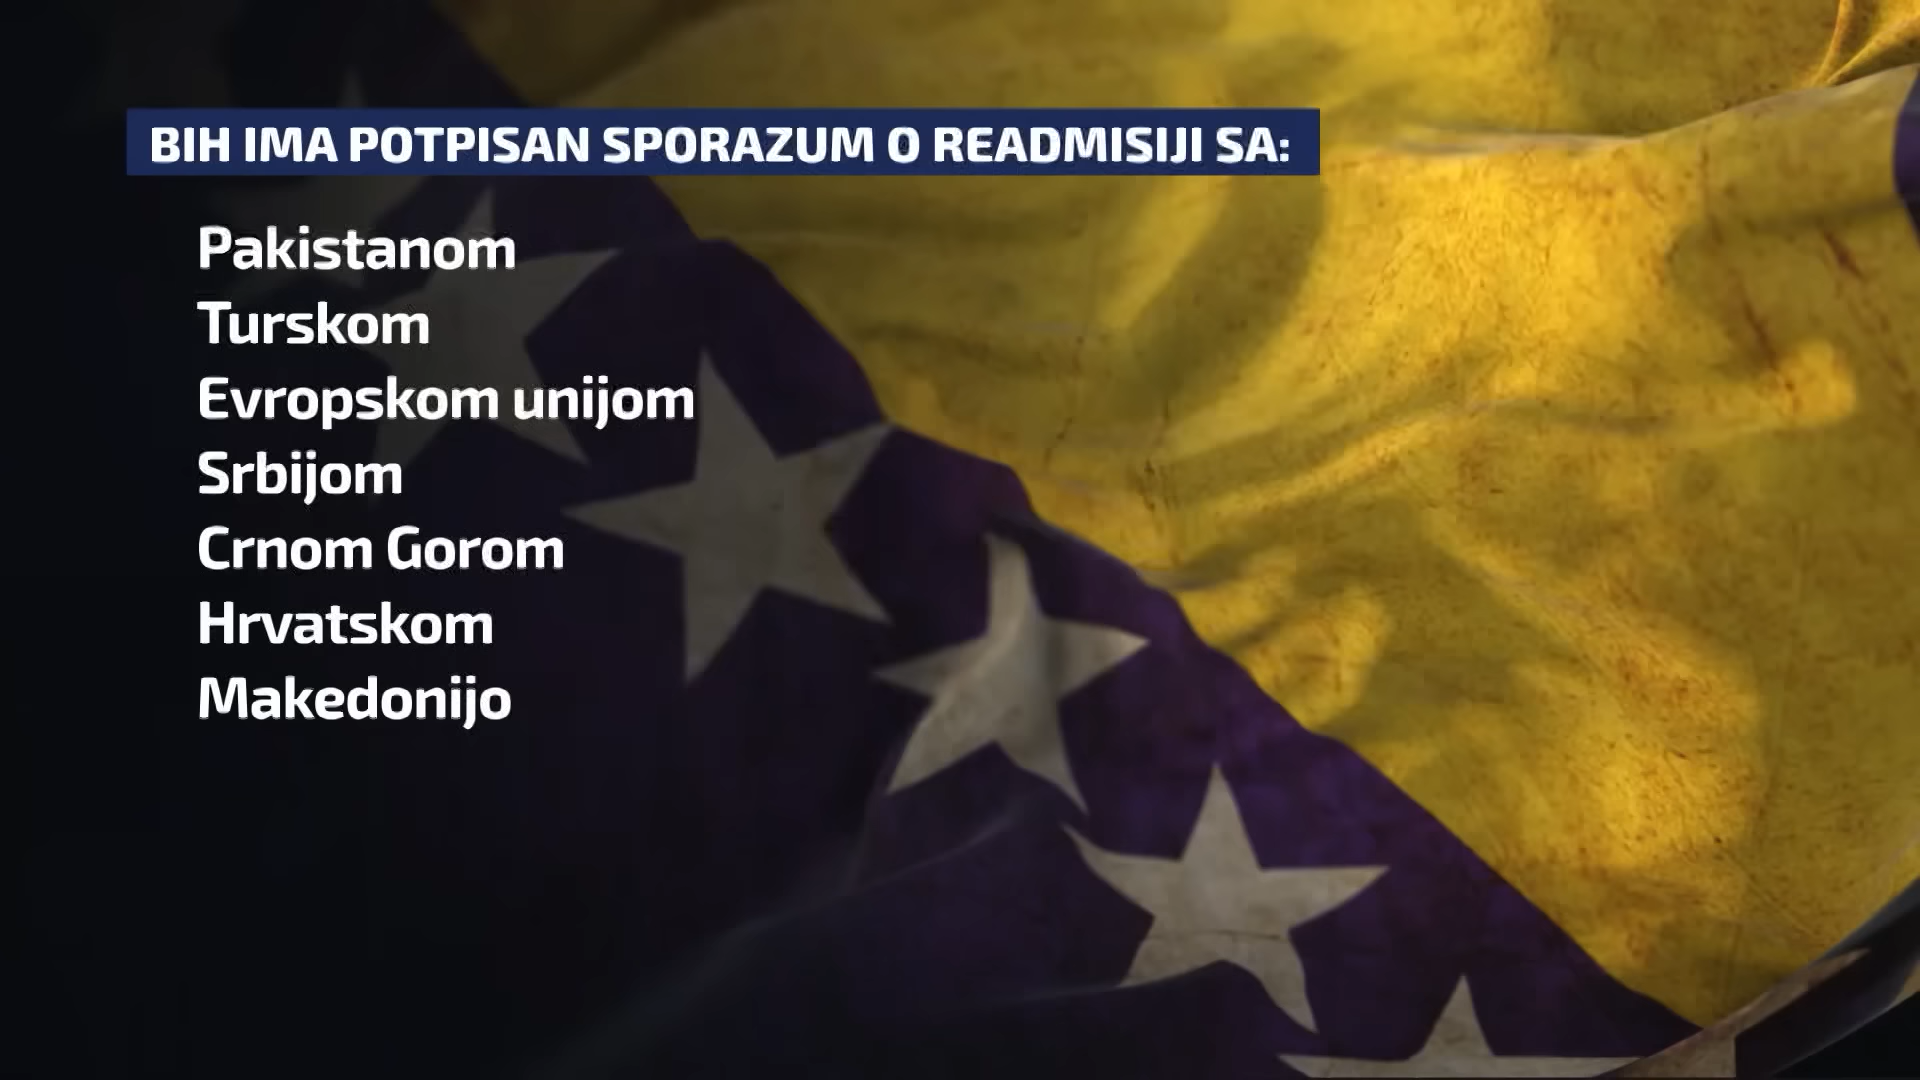 BIH IMA POTPISAN SPORAZUM O READMISIJI SA:
Pakistanom
Turskom
Evropskom unijom
Srbijom
Crnom Gorom
Hrvatskom
Makedonijo